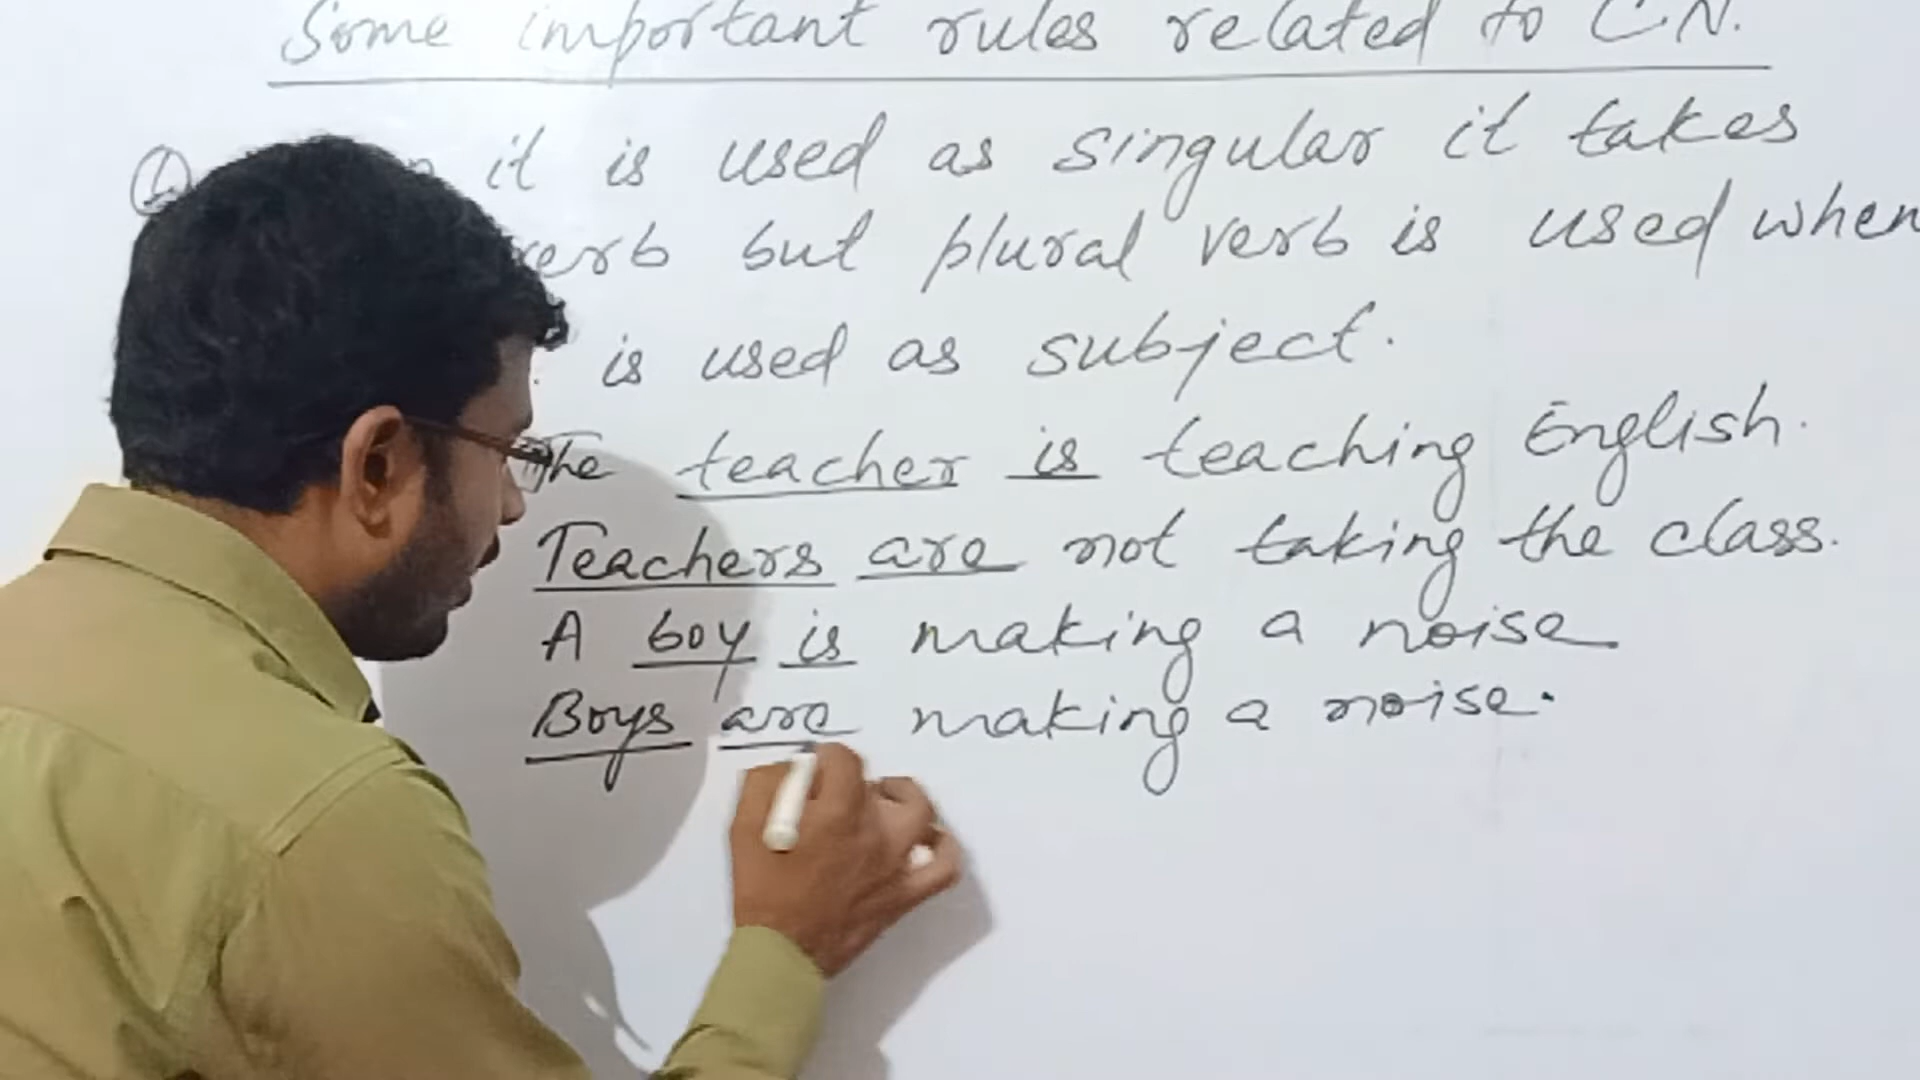 Some important rules related to C.N.
① it is used as singular it takes
verb but plural verb is used when
is used as subject.
The teacher is teaching English.
Teachers are not taking the class.
A boy is making a noise
Boys are making a noise.